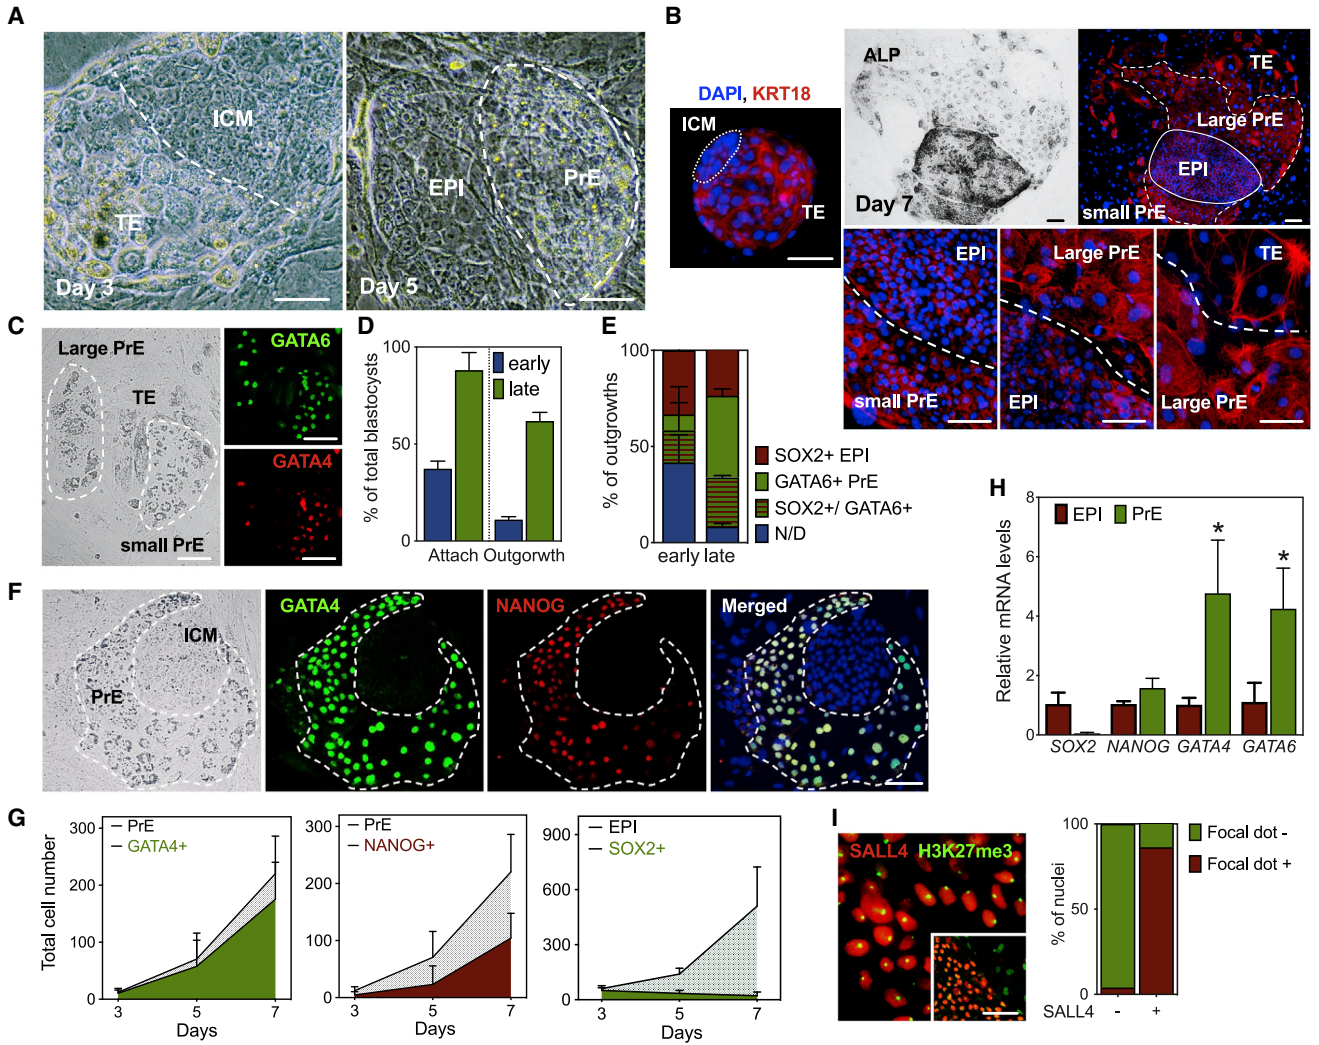 A
ICM
TE
Day 3
EPI
PrE
Day 5
B
DAPI, KRT18
ICM
TE
ALP
Day 7
TE
Large PrE
EPI
small PrE
EPI
small PrE
Large PrE
EPI
TE
Large PrE
C
Large PrE
TE
small PrE
GATA6
GATA4
D
% of total blastocysts
100
50
0
early
late
Attach Outgorwth
E
% of outgrowths
100
50
0
early late
SOX2+ EPI
GATA6+ PrE
SOX2+/ GATA6+
N/D
F
ICM
PrE
GATA4
NANOG
Merged
G
Total cell number
300
200
100
0
PrE
GATA4+
3 5 7
Days
300
200
100
0
PrE
NANOG+
3 5 7
Days
900
600
300
0
EPI
SOX2+
3 5 7
Days
H
Relative mRNA levels
8
6
4
2
0
EPI PrE
* *
SOX2 NANOG GATA4 GATA6
I
SALL4 H3K27me3
% of nuclei
100
50
0
SALL4 - +
Focal dot -
Focal dot +